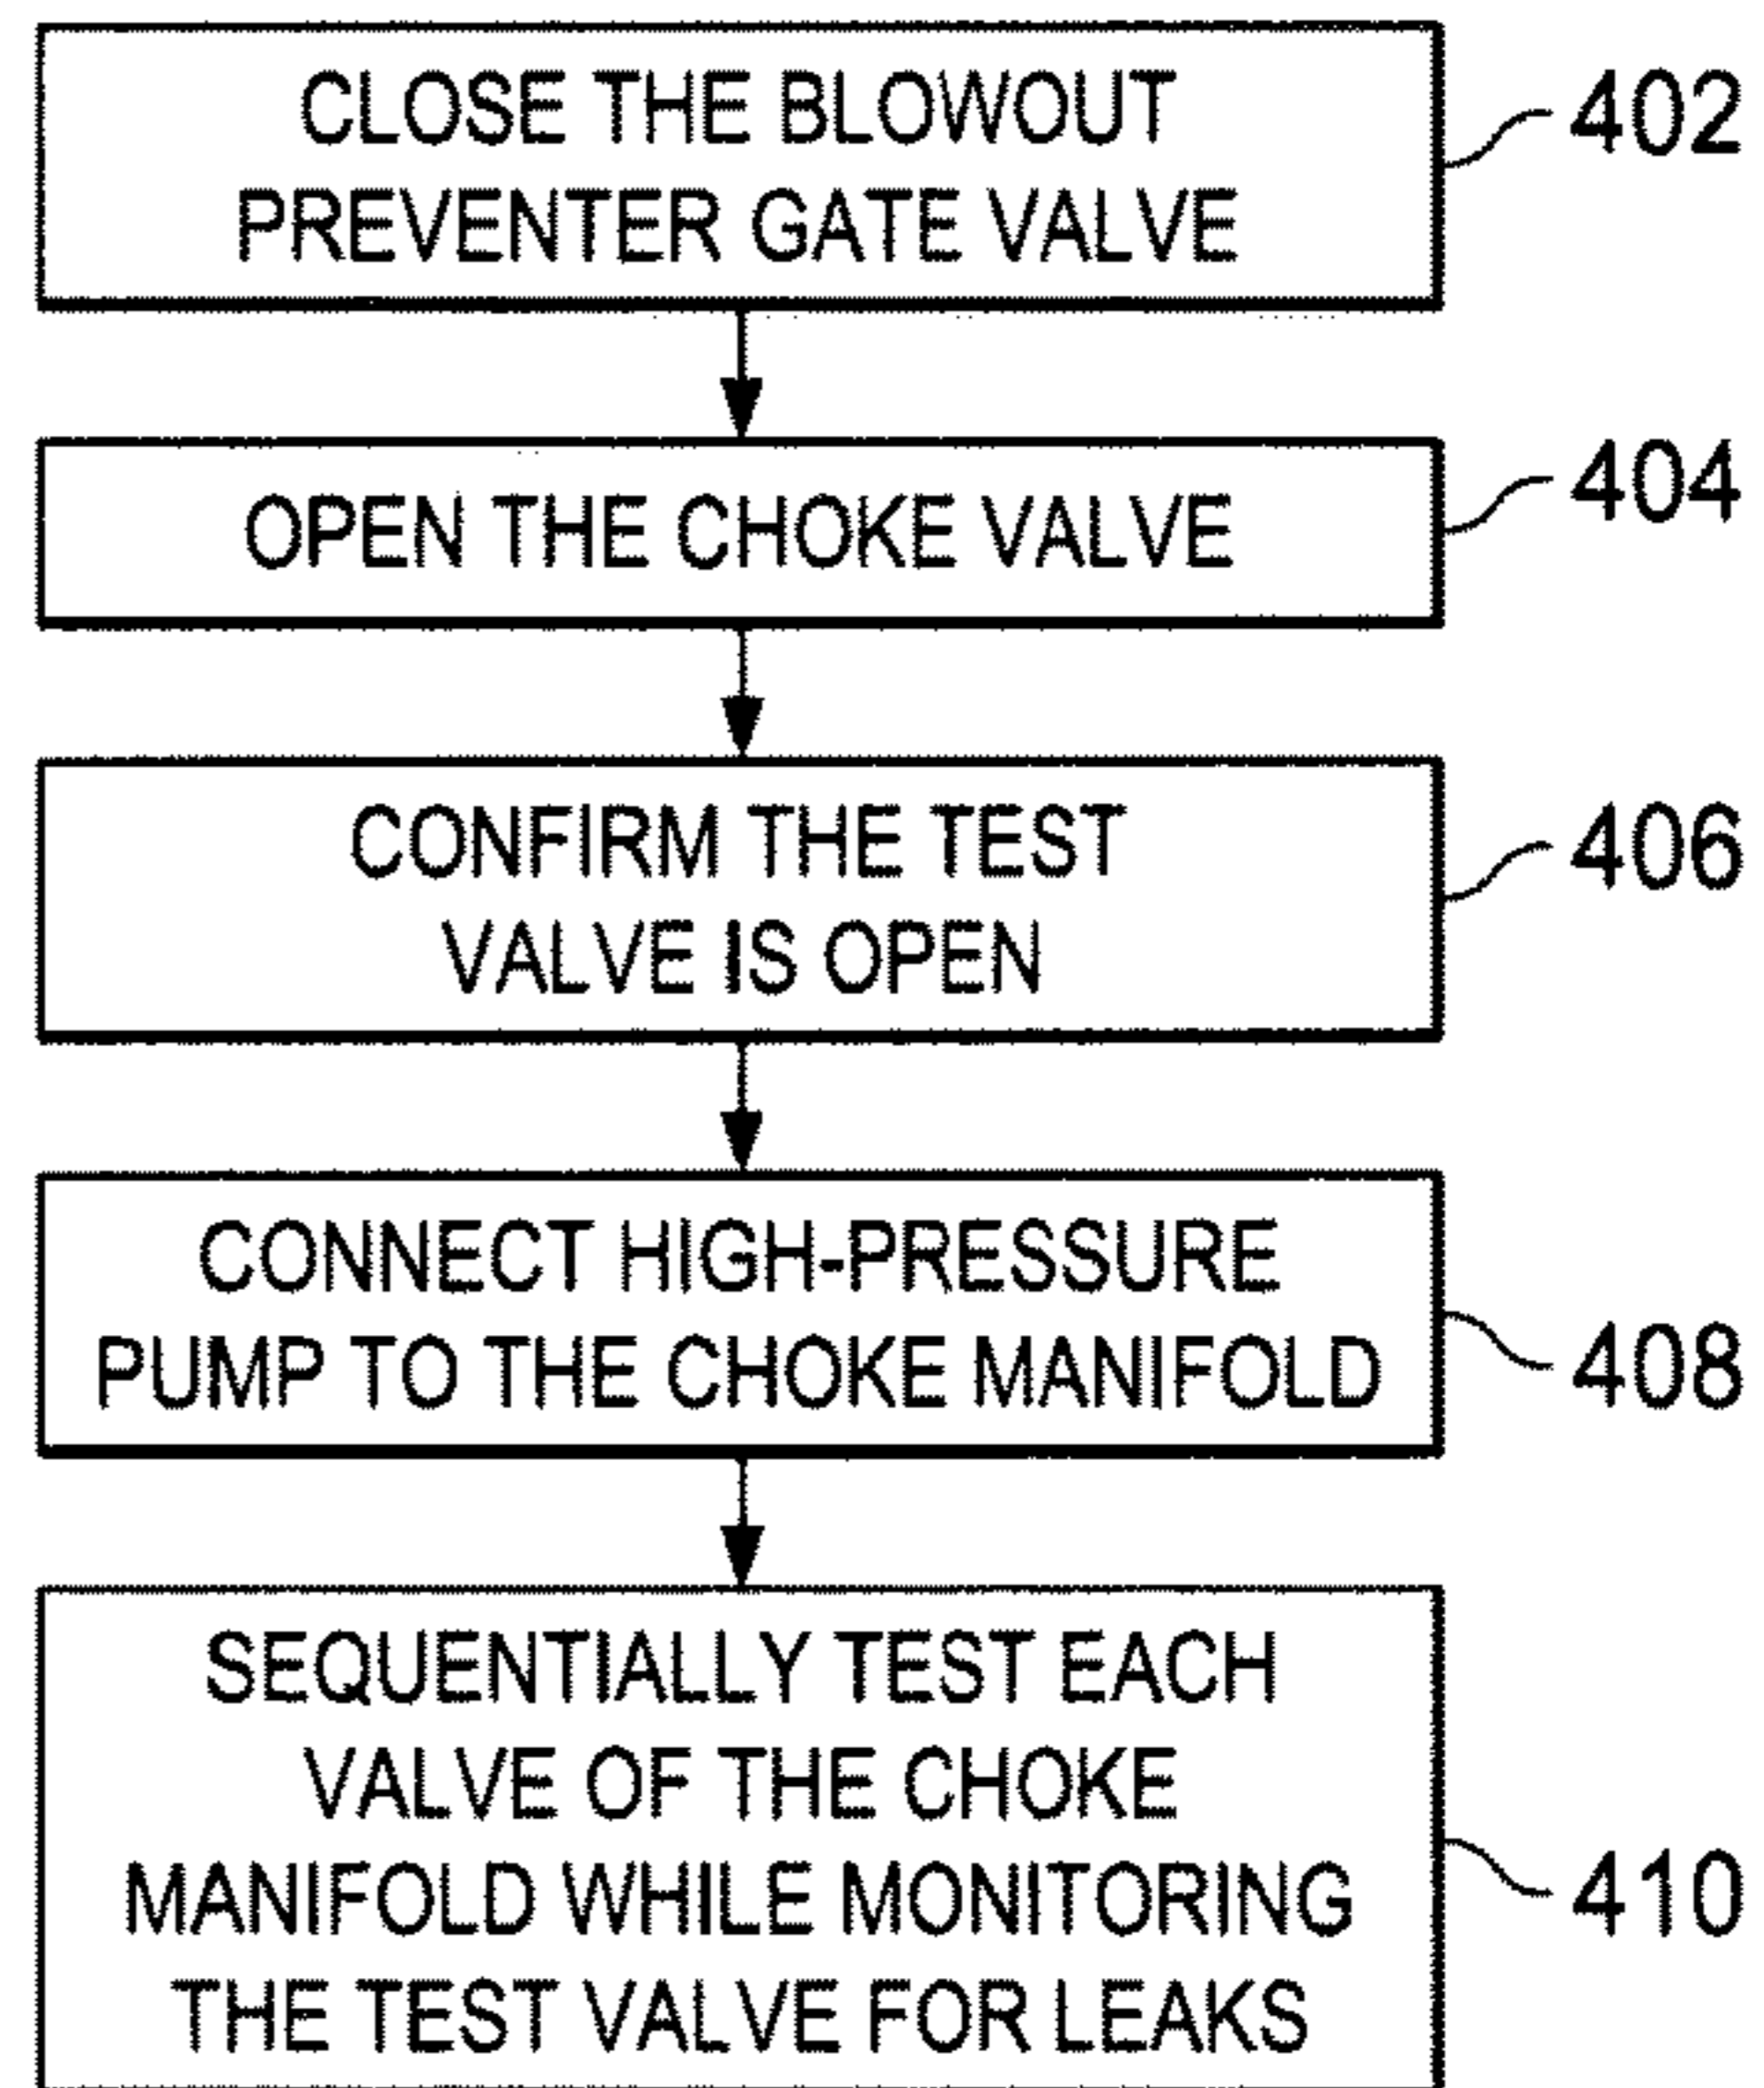 CLOSE THE BLOWOUT
PREVENTER GATE VALVE
402
OPEN THE CHOKE VALVE
404
CONFIRM THE TEST
VALVE IS OPEN
406
CONNECT HIGH-PRESSURE
PUMP TO THE CHOKE MANIFOLD
408
SEQUENTIALLY TEST EACH
VALVE OF THE CHOKE
MANIFOLD WHILE MONITORING
THE TEST VALVE FOR LEAKS
410